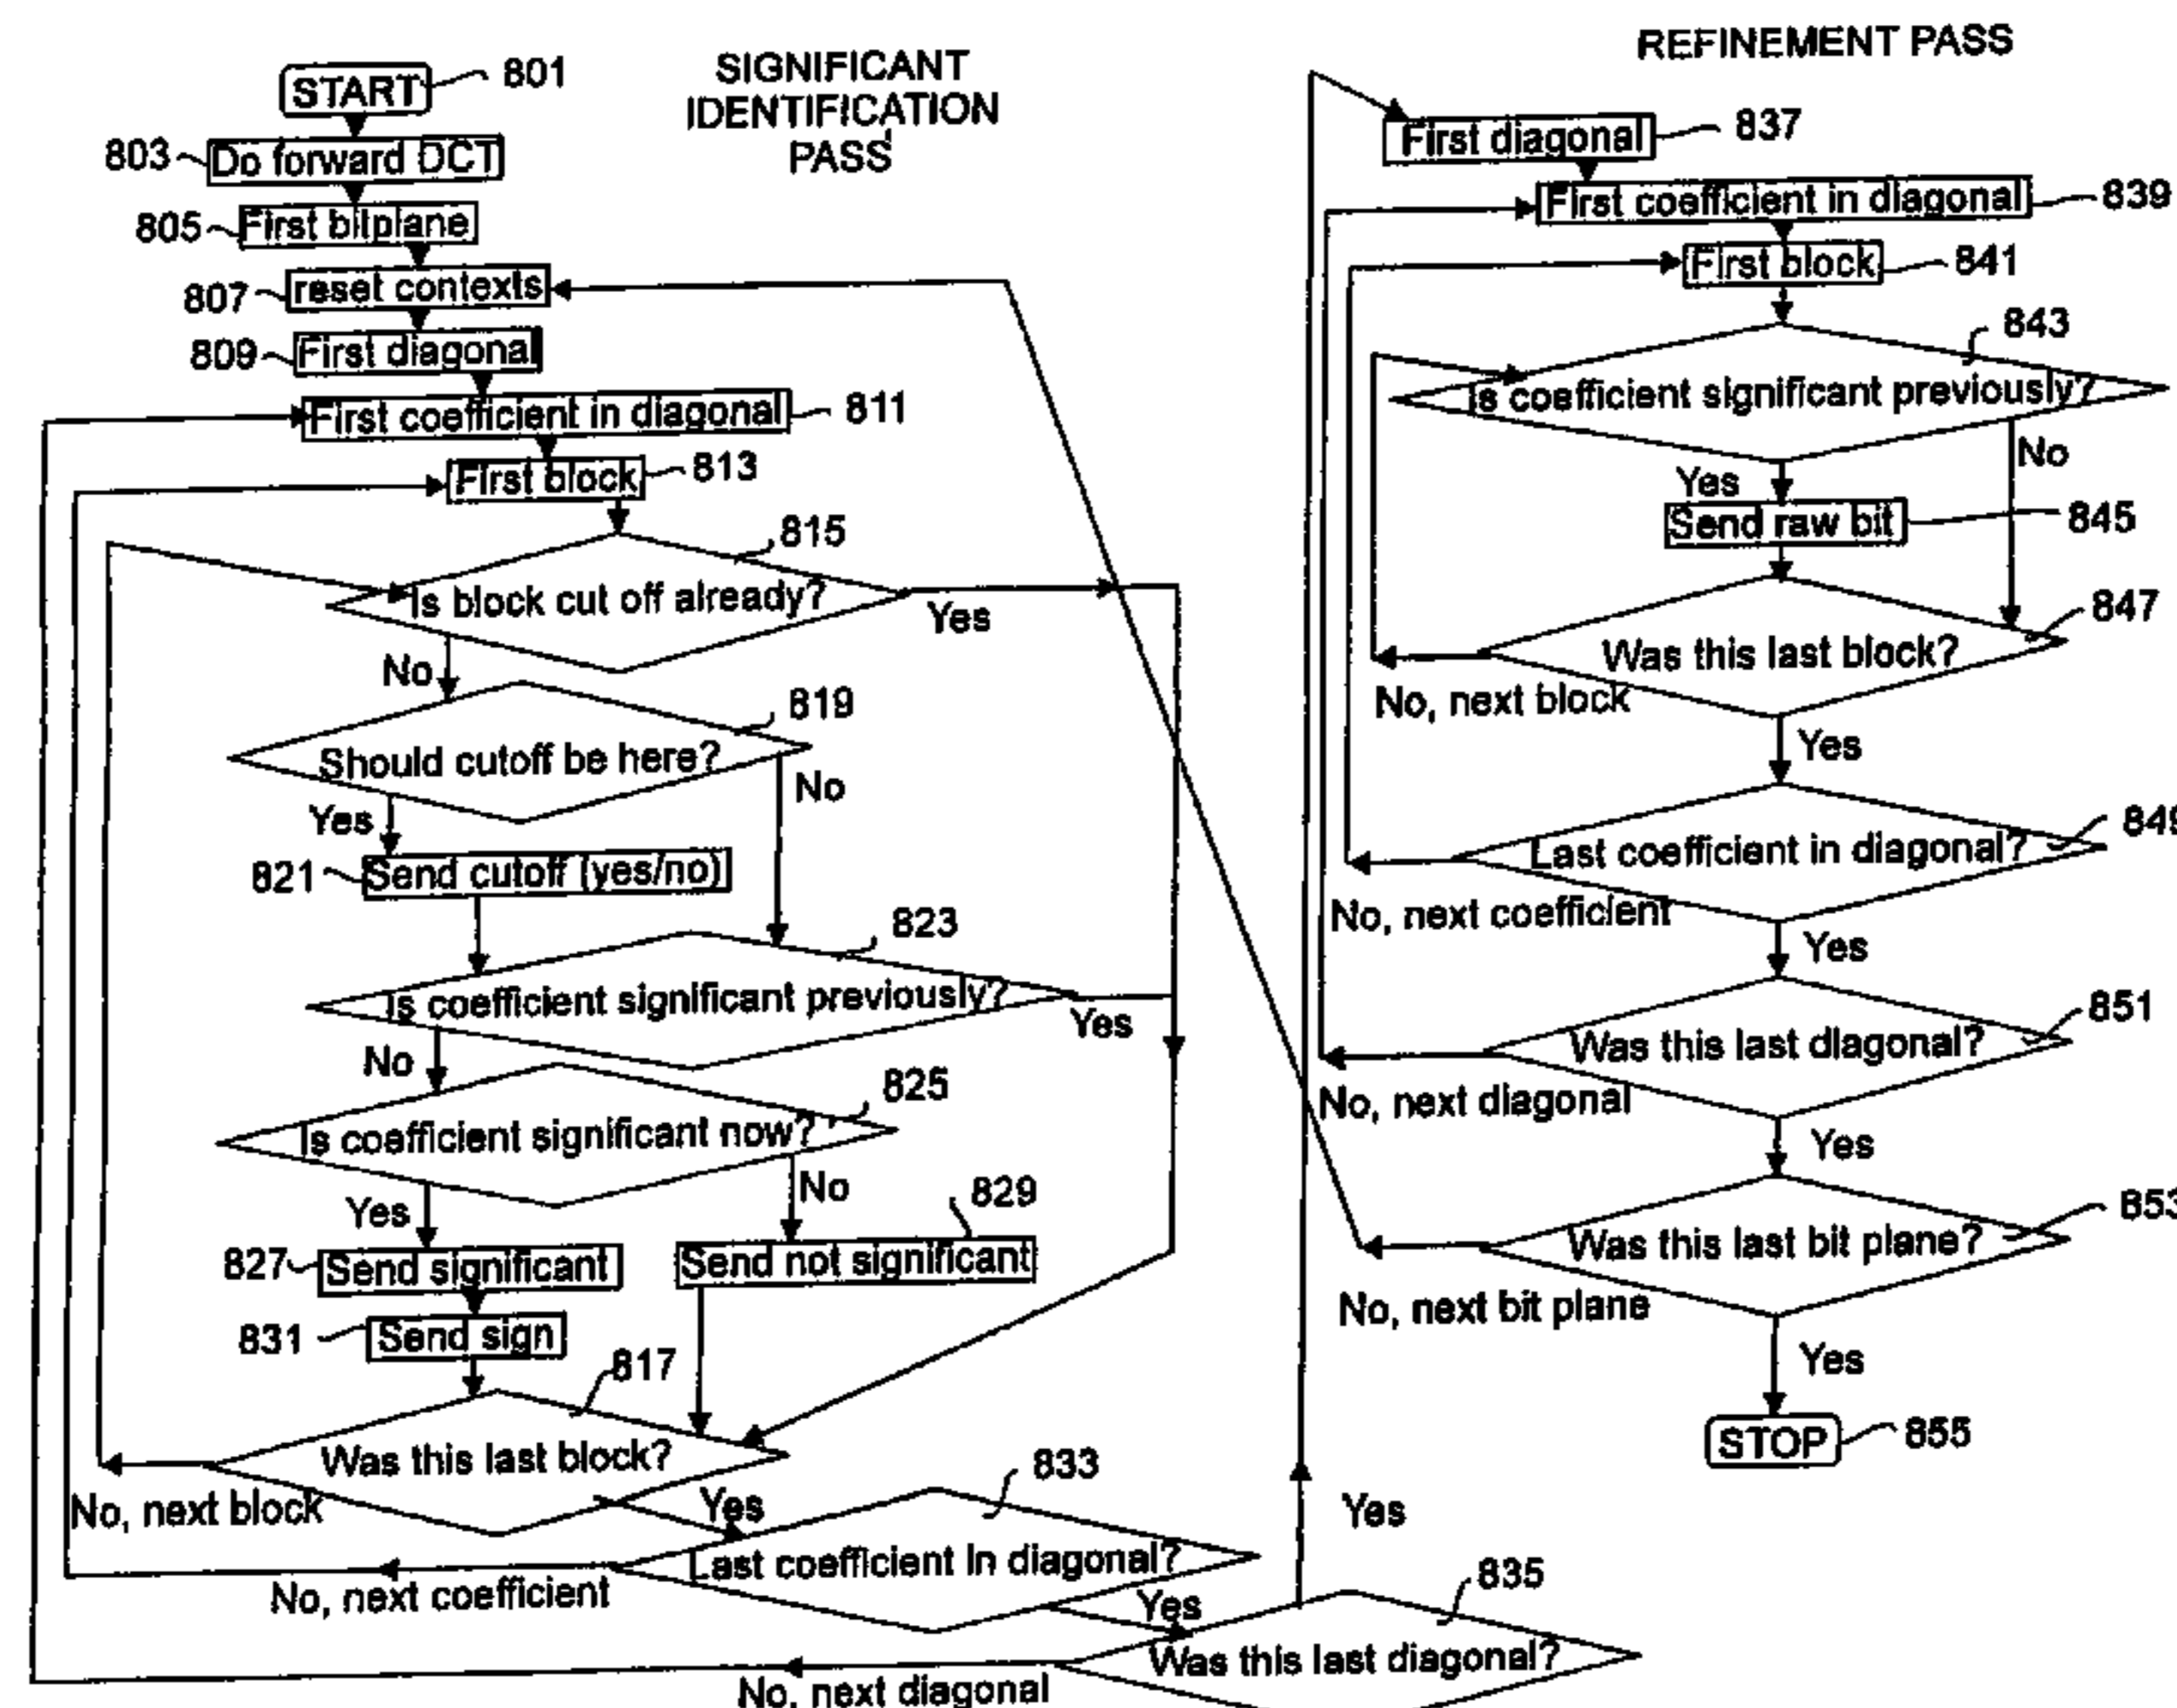 SIGNIFICANT
IDENTIFICATION
PASS
START
801
803
Do forward DCT
805
First bitplane
807
reset contexts
809
First diagonal
First coefficient in diagonal
811
First block
813
815
Is block cut off already?
Yes
No
819
Should cutoff be here?
No
Yes
821
Send cutoff (yes/no)
823
Is coefficient significant previously?
Yes
No
825
Is coefficient significant now?
No
Yes
829
827
Send significant
Send not significant
831
Send sign
817
Was this last block?
Yes
No, next block
833
Last coefficient in diagonal?
No, next coefficient
Yes
835
Was this last diagonal?
No, next diagonal
Yes
REFINEMENT PASS
First diagonal
837
First coefficient in diagonal
839
First block
841
843
Is coefficient significant previously?
No
Yes
Send raw bit
845
847
Was this last block?
No, next block
Yes
849
Last coefficient in diagonal?
No, next coefficient
Yes
851
Was this last diagonal?
No, next diagonal
Yes
853
Was this last bit plane?
No, next bit plane
Yes
STOP
855